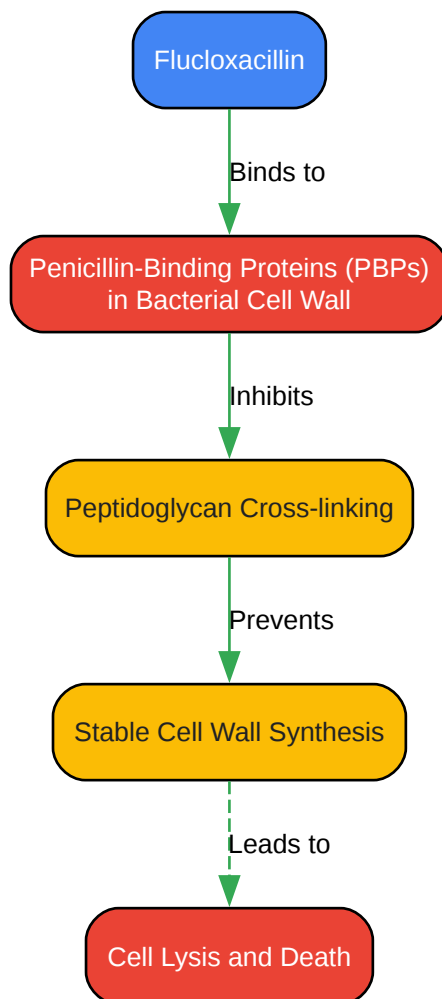 Flucloxacillin
Binds to
Penicillin-Binding Proteins (PBPs)
in Bacterial Cell Wall
Inhibits
Peptidoglycan Cross-linking
Prevents
Stable Cell Wall Synthesis
Leads to
Cell Lysis and Death